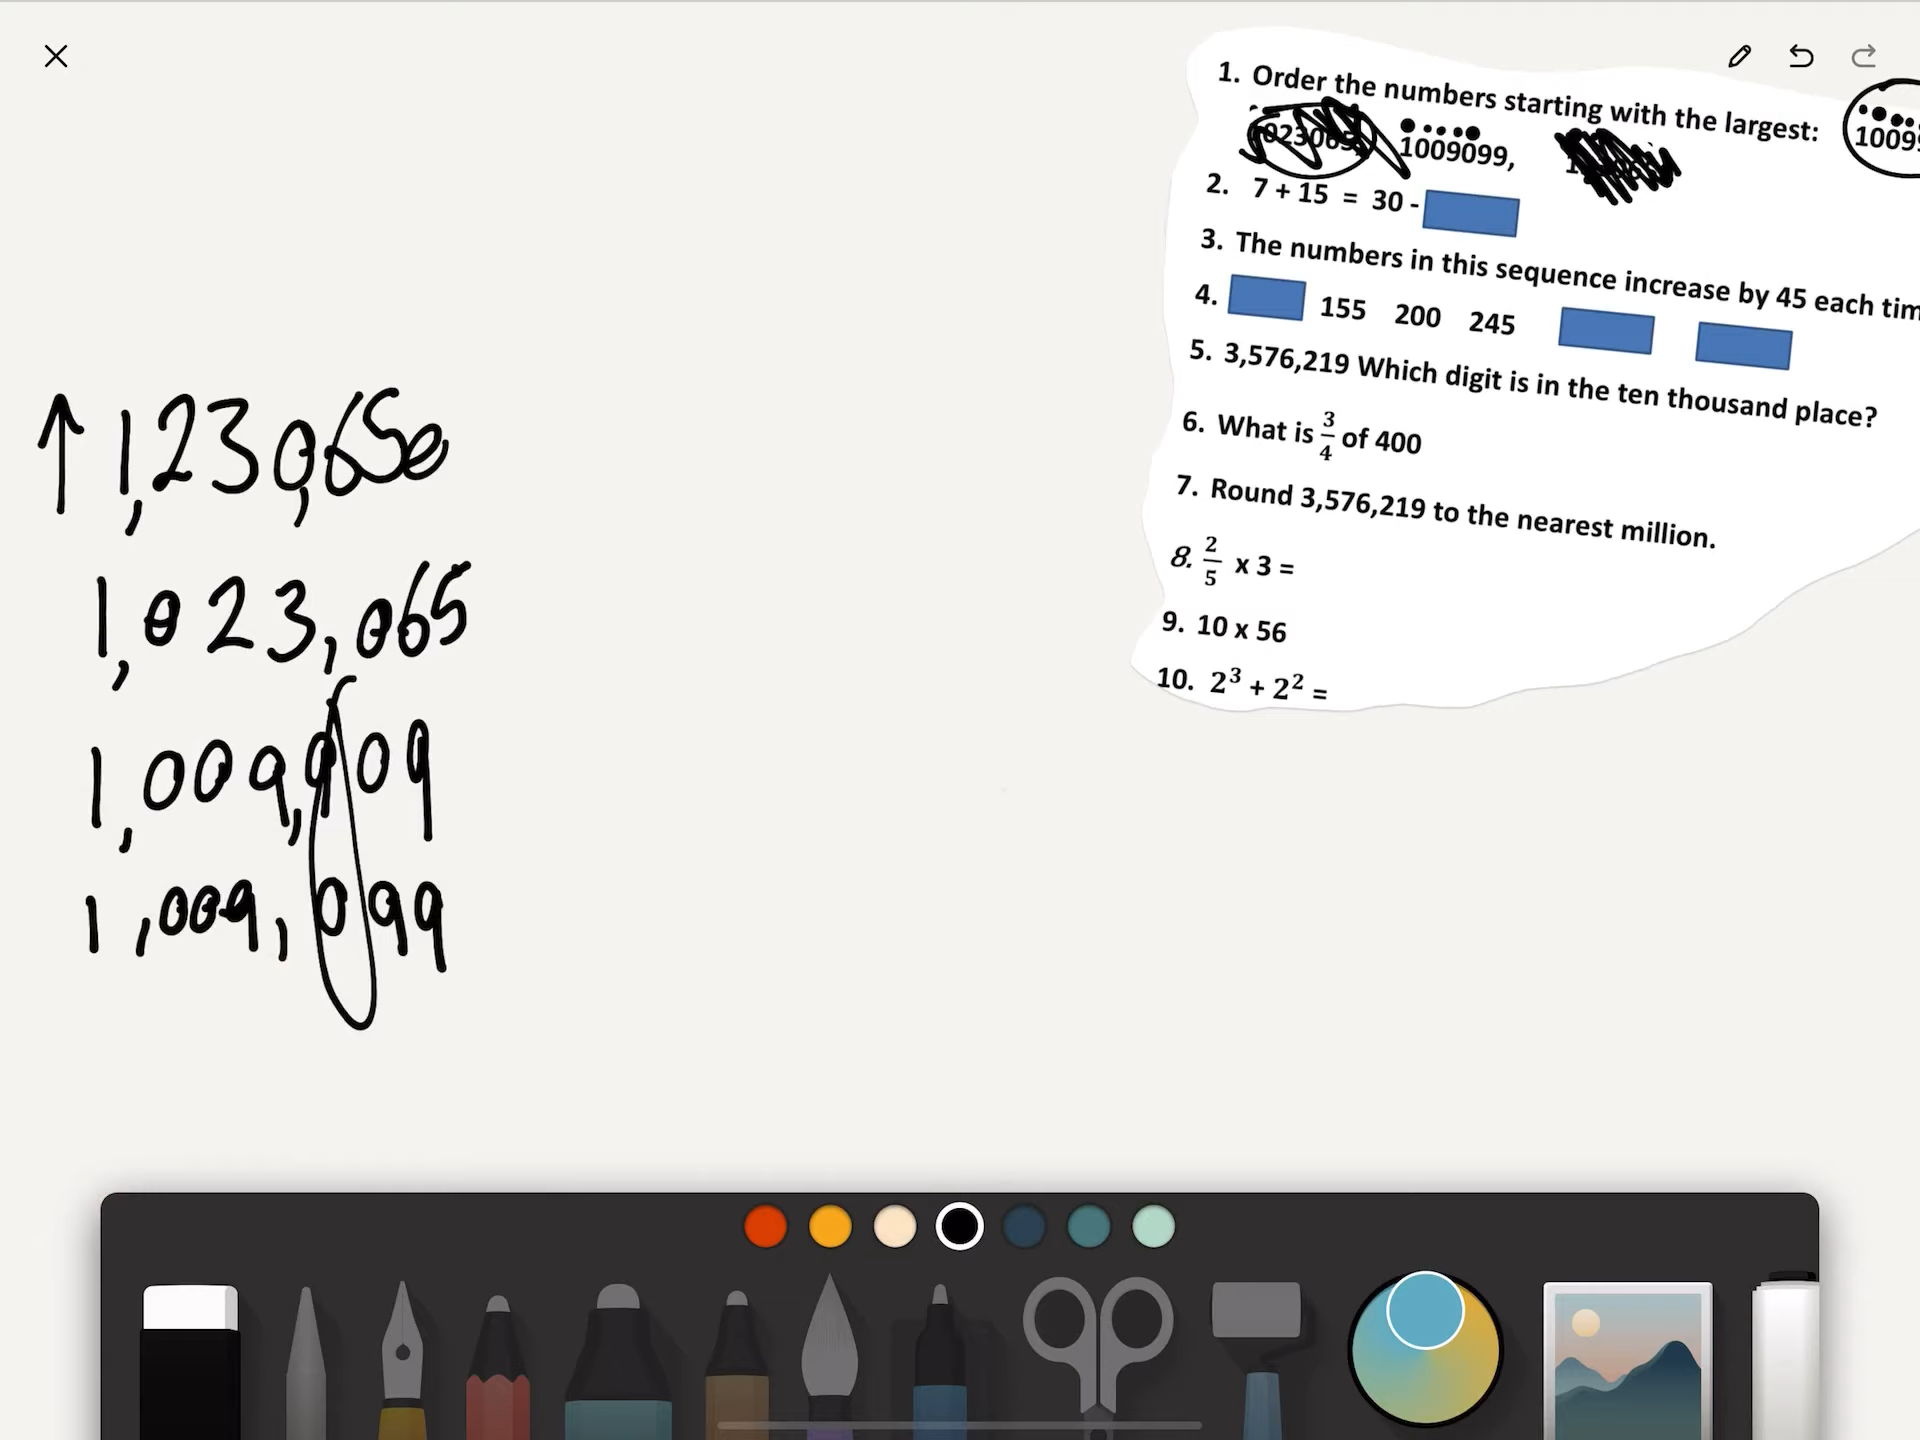 1. Order the numbers starting with the largest:
1009099,
1009
2. 7 + 15 = 30 -
3. The numbers in this sequence increase by 45 each tim
4. 155 200 245
5. 3,576,219 Which digit is in the ten thousand place?
6. What is 3/4 of 400
7. Round 3,576,219 to the nearest million.
8. 2/5 x 3 =
9. 10 x 56
10. 2³ + 2² =
↑ 1,230,650
1,023,065
1,009,909
1,009,099